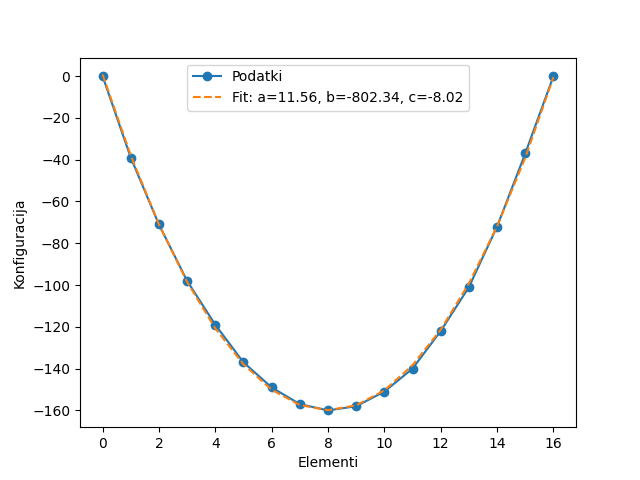 Podatki
Fit: a=11.56, b=-802.34, c=-8.02
0
−20
−40
−60
−80
−100
−120
−140
−160
Konfiguracija
0 2 4 6 8 10 12 14 16
Elementi